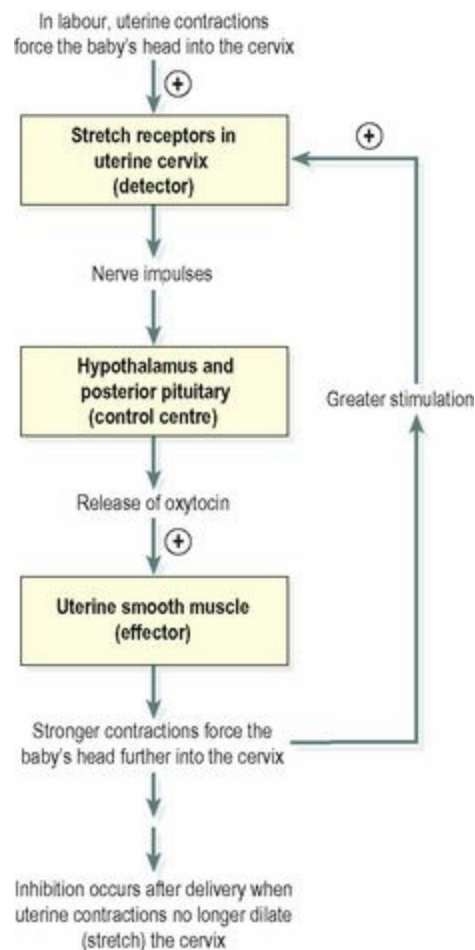 In labour, uterine contractions
force the baby's head into the cervix
+
Stretch receptors in
uterine cervix
(detector)
+
Nerve impulses
Hypothalamus and
posterior pituitary
(control centre)
Greater stimulation
Release of oxytocin
+
Uterine smooth muscle
(effector)
Stronger contractions force the
baby's head further into the cervix
Inhibition occurs after delivery when
uterine contractions no longer dilate
(stretch) the cervix